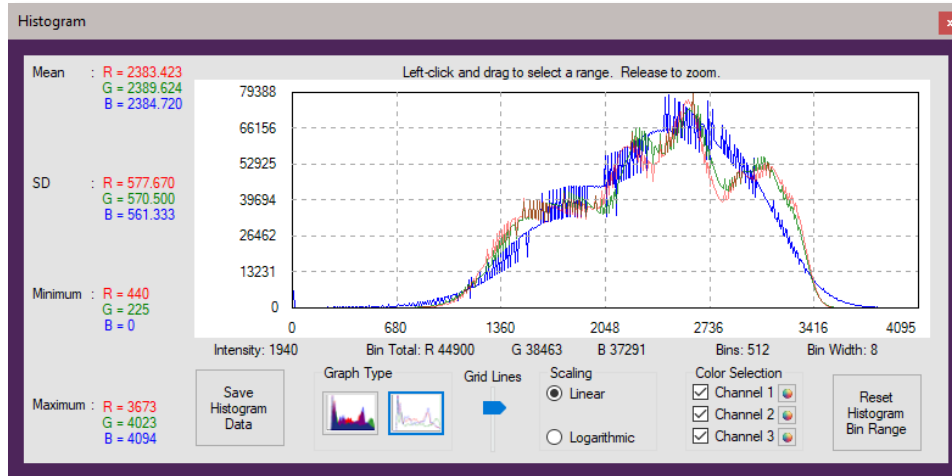 Histogram
x
Left-click and drag to select a range. Release to zoom.
Mean : R = 2383.423
G = 2389.624
B = 2384.720
SD : R = 577.670
G = 570.500
B = 561.333
Minimum : R = 440
G = 225
B = 0
Maximum : R = 3673
G = 4023
B = 4094
79388
66156
52925
39694
26462
13231
0
0 680 1360 2048 2736 3416 4095
Intensity: 1940 Bin Total: R 44900 G 38463 B 37291 Bins: 512 Bin Width: 8
Save
Histogram
Data
Graph Type
Grid Lines
Scaling
Linear
Logarithmic
Color Selection
Channel 1
Channel 2
Channel 3
Reset
Histogram
Bin Range